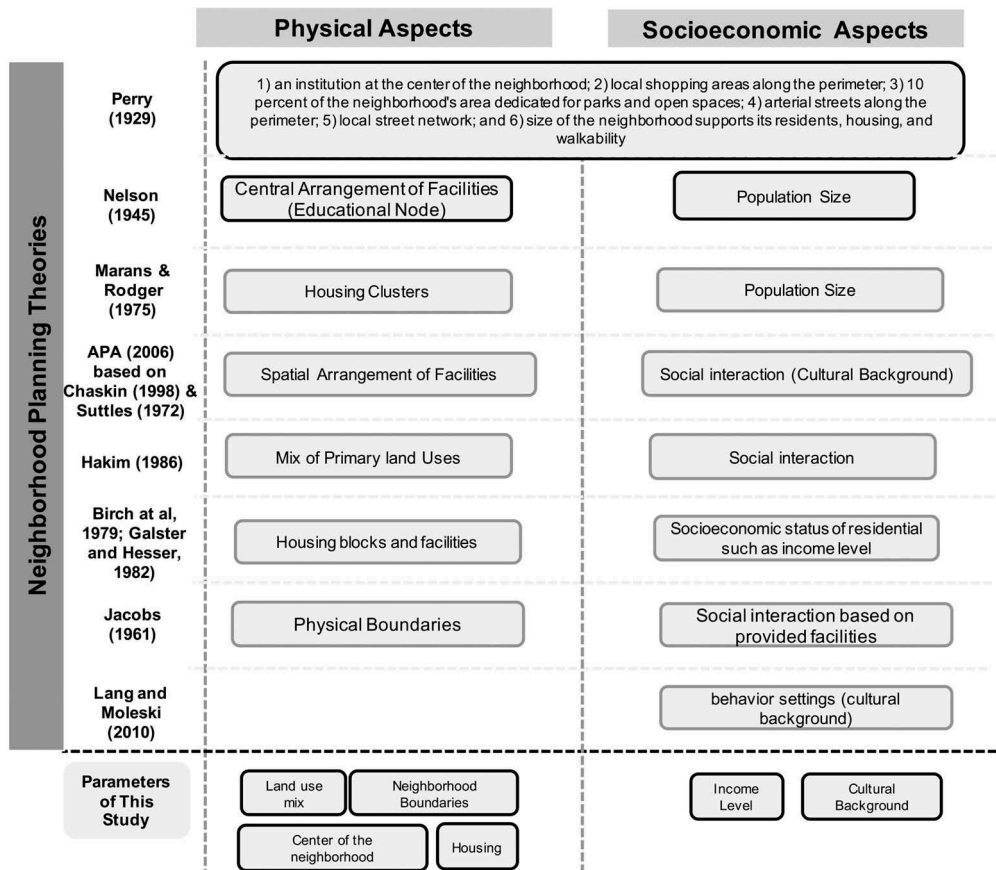 Physical Aspects
Socioeconomic Aspects
Neighborhood Planning Theories
Perry
(1929)
1) an institution at the center of the neighborhood; 2) local shopping areas along the perimeter; 3) 10
percent of the neighborhood's area dedicated for parks and open spaces; 4) arterial streets along the
perimeter; 5) local street network; and 6) size of the neighborhood supports its residents, housing, and
walkability
Nelson
(1945)
Central Arrangement of Facilities
(Educational Node)
Population Size
Marans &
Rodger
(1975)
Housing Clusters
Population Size
APA (2006)
based on
Chaskin (1998) &
Suttles (1972)
Spatial Arrangement of Facilities
Social interaction (Cultural Background)
Hakim (1986)
Mix of Primary land Uses
Social interaction
Birch at al,
1979; Galster
and Hesser,
1982)
Housing blocks and facilities
Socioeconomic status of residential
such as income level
Jacobs
(1961)
Physical Boundaries
Social interaction based on
provided facilities
Lang and
Moleski
(2010)
behavior settings (cultural
background)
Parameters
of This
Study
Land use
mix
Neighborhood
Boundaries
Center of the
neighborhood
Housing
Income
Level
Cultural
Background